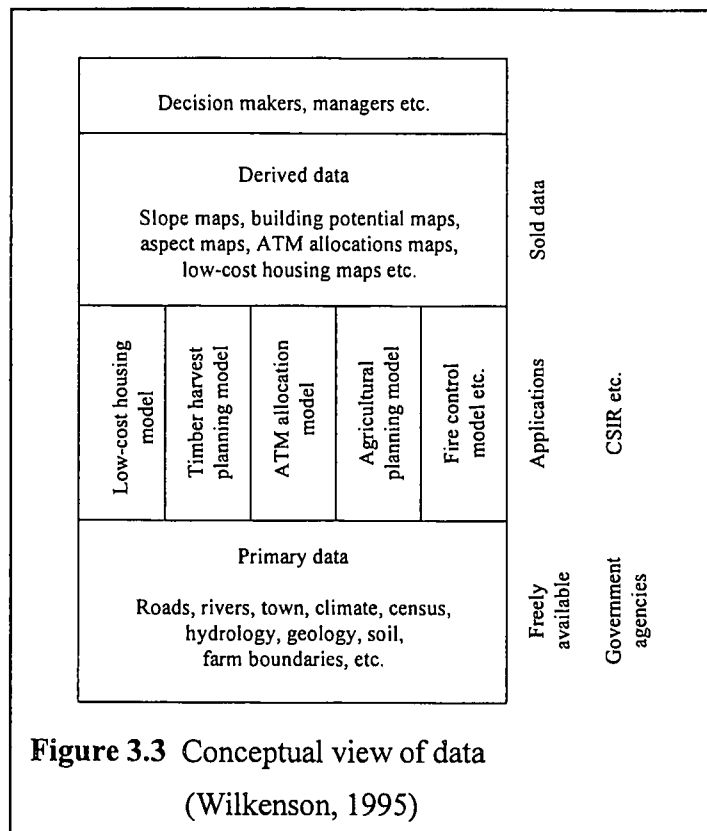 Decision makers, managers etc.
Derived data
Slope maps, building potential maps,
aspect maps, ATM allocations maps,
low-cost housing maps etc.
Sold data
Low-cost housing
model
Timber harvest
planning model
ATM allocation
model
Agricultural
planning model
Fire control
model etc.
Applications
CSIR etc.
Primary data
Roads, rivers, town, climate, census,
hydrology, geology, soil,
farm boundaries, etc.
Freely
available
Government
agencies
Figure 3.3 Conceptual view of data
(Wilkenson, 1995)